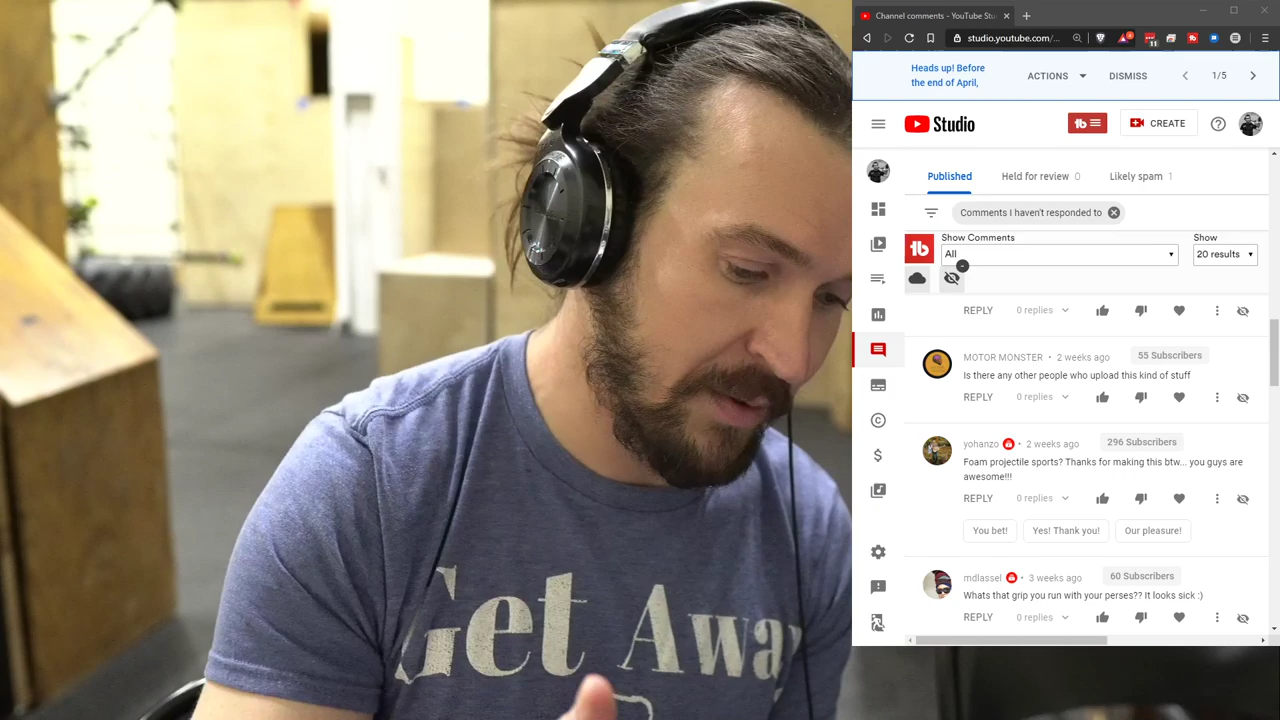 Channel comments - YouTube Stu
studio.youtube.com/...
4
11
Heads up! Before
the end of April,
ACTIONS
DISMISS
1/5
Studio
CREATE
Published
Held for review 0
Likely spam 1
Comments I haven't responded to
Show Comments
All
Show
20 results
REPLY 0 replies
MOTOR MONSTER • 2 weeks ago 55 Subscribers
Is there any other people who upload this kind of stuff
REPLY 0 replies
yohanzo • 2 weeks ago 296 Subscribers
Foam projectile sports? Thanks for making this btw... you guys are
awesome!!!
REPLY 0 replies
You bet! Yes! Thank you! Our pleasure!
mdlassel • 3 weeks ago 60 Subscribers
Whats that grip you run with your perses?? It looks sick :)
REPLY 0 replies
Get Away